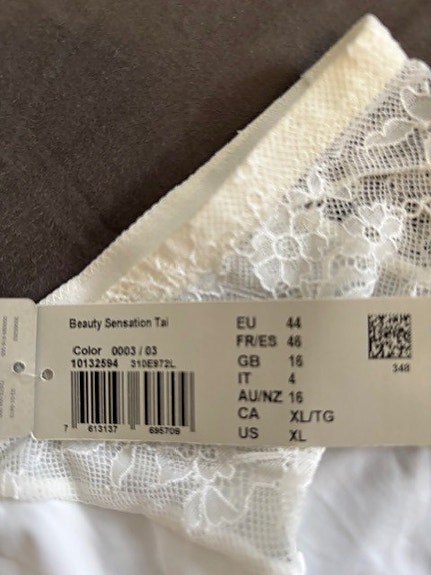 Beauty Sensation Tai
Color 0003 / 03
10132594 310E972L
7 613137 695709
EU 44
FR/ES 46
GB 16
IT 4
AU/NZ 16
CA XL/TG
US XL
348